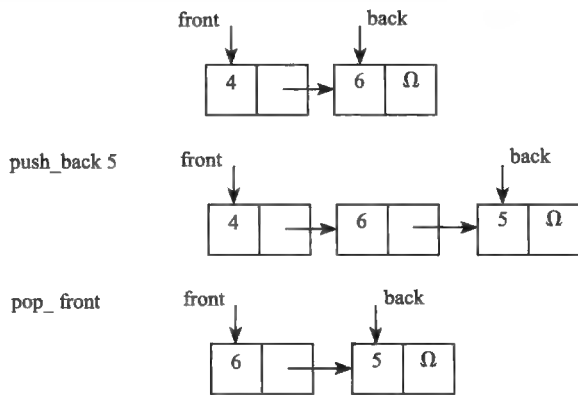 front back
4 6 Ω
push_back 5 front back
4 6 5 Ω
pop_ front front back
6 5 Ω